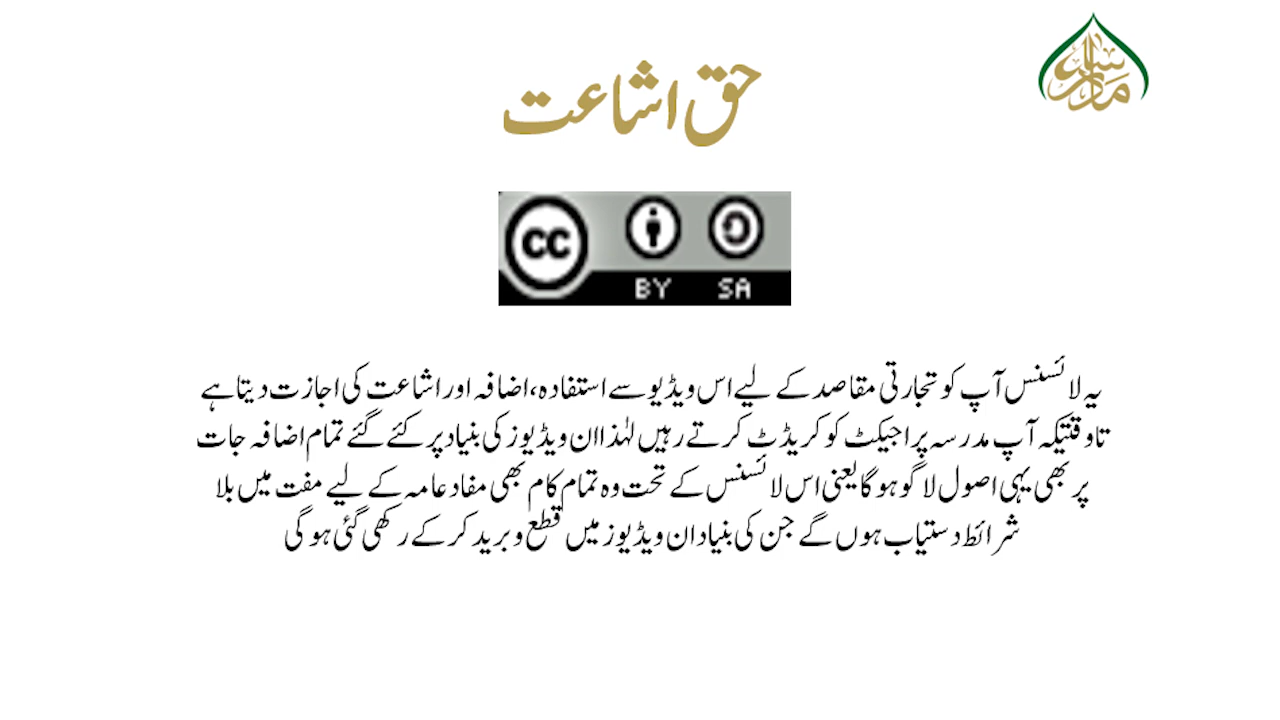 مدرسہ
حق اشاعت
CC
BY SA
یہ لائسنس آپ کو تجارتی مقاصد کے لیے اس ویڈیو سے استفادہ، اضافہ اور اشاعت کی اجازت دیتا ہے
تاوقتیکہ آپ مدرسہ پراجیکٹ کو کریڈٹ کرتے رہیں لہٰذا ان ویڈیوز کی بنیاد پر کئے گئے تمام اضافہ جات
پر بھی یہی اصول لاگو ہوگا یعنی اس لائسنس کے تحت وہ تمام کام بھی مفاد عامہ کے لیے مفت میں بلا
شرائط دستیاب ہوں گے جن کی بنیاد ان ویڈیوز میں قطع و برید کرکے رکھی گئی ہوگی